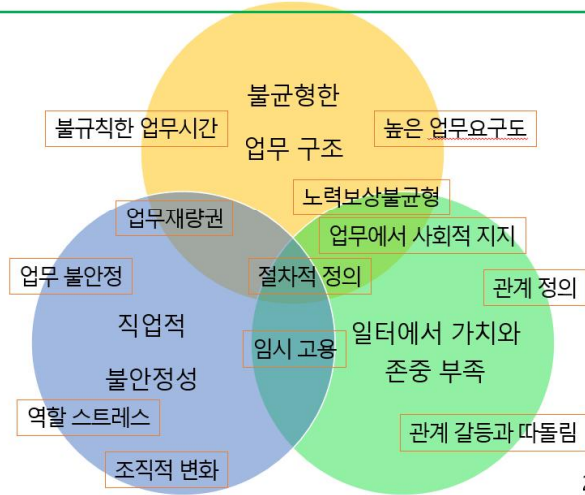 불균형한
업무 구조
불규칙한 업무시간
높은 업무요구도
노력보상불균형
업무재량권
업무에서 사회적 지지
업무 불안정
절차적 정의
관계 정의
직업적
불안정성
임시 고용
일터에서 가치와
존중 부족
역할 스트레스
관계 갈등과 따돌림
조직적 변화